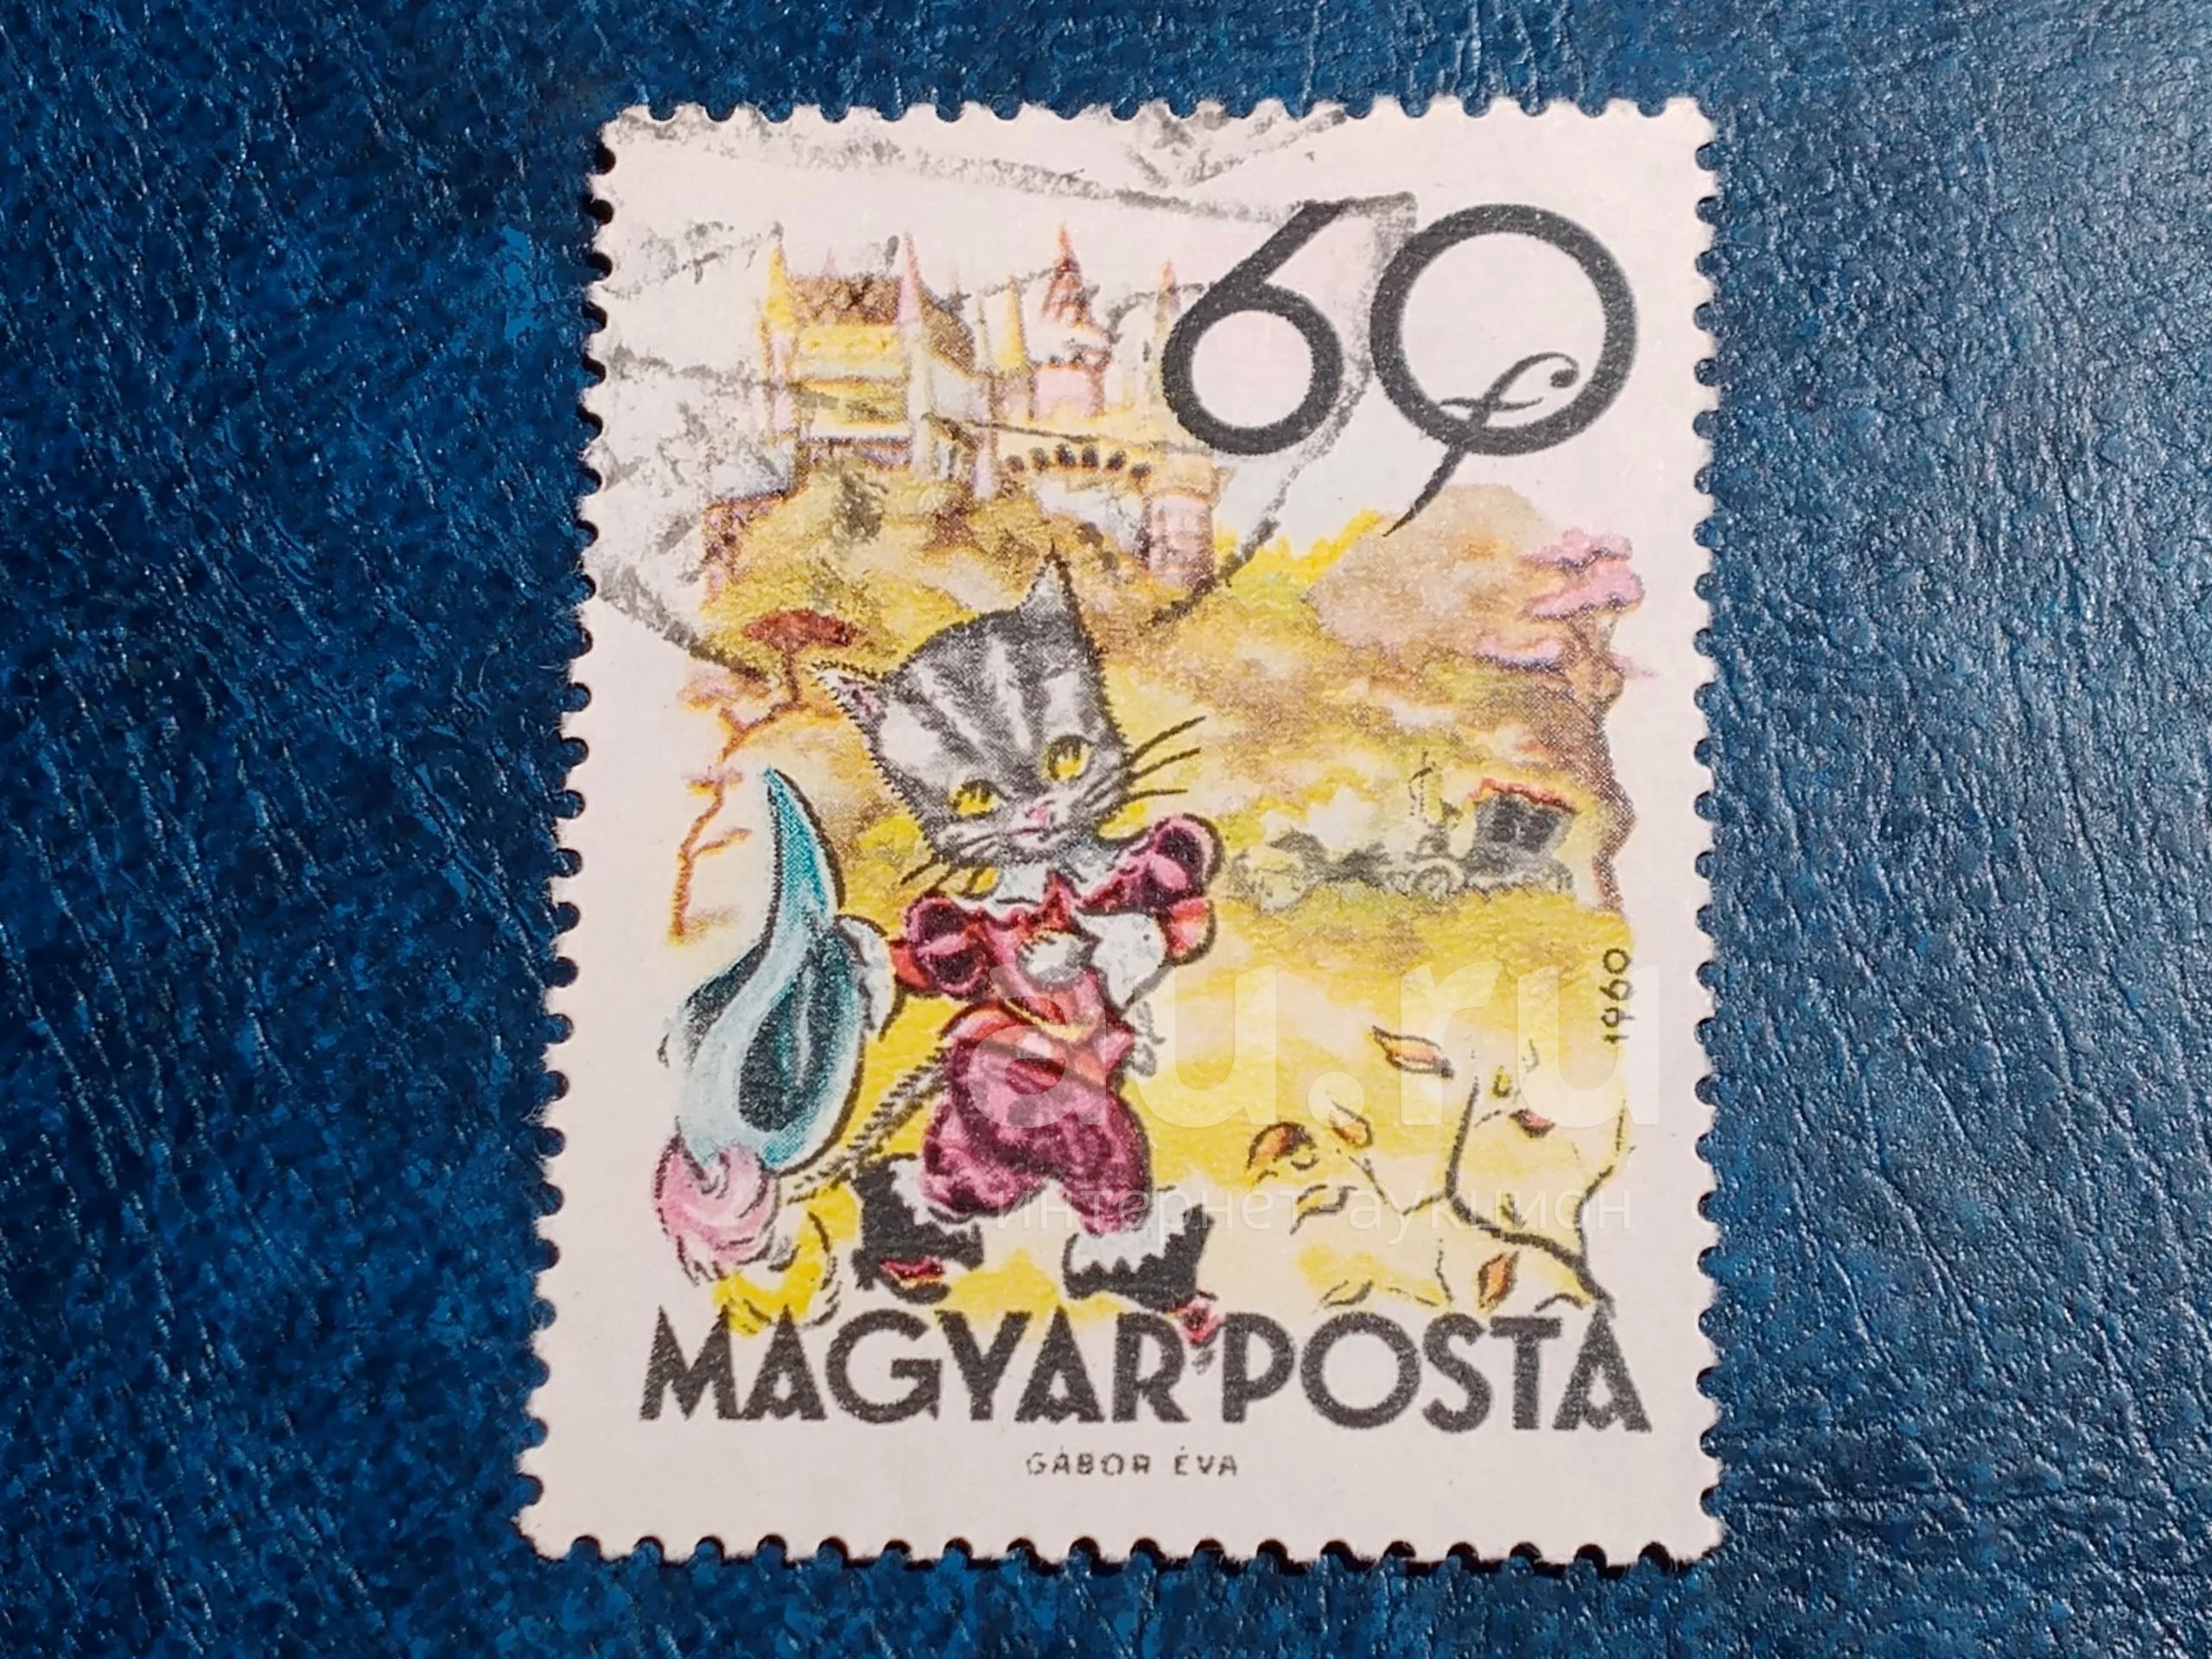 60 f
1960
au.ru
интернет-аукцион
MAGYAR POSTA
GÁBOR ÉVA